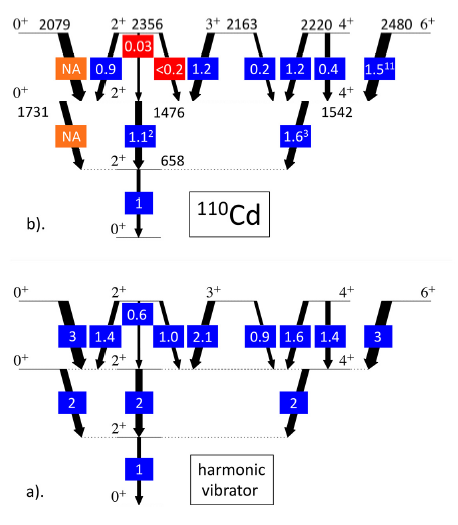 0⁺ 2079 2⁺ 2356 3⁺ 2163 2220 4⁺ 2480 6⁺
0.03
NA 0.9 <0.2 1.2 0.2 1.2 0.4 1.5¹¹
0⁺ 2⁺ 4⁺
1731 1476 1542
NA 1.1² 1.6³
2⁺ 658
1
b). 0⁺ ¹¹⁰Cd
0⁺ 2⁺ 3⁺ 4⁺ 6⁺
0.6
3 1.4 1.0 2.1 0.9 1.6 1.4 3
0⁺ 2⁺ 4⁺
2 2 2
2⁺
1
harmonic
vibrator
a). 0⁺